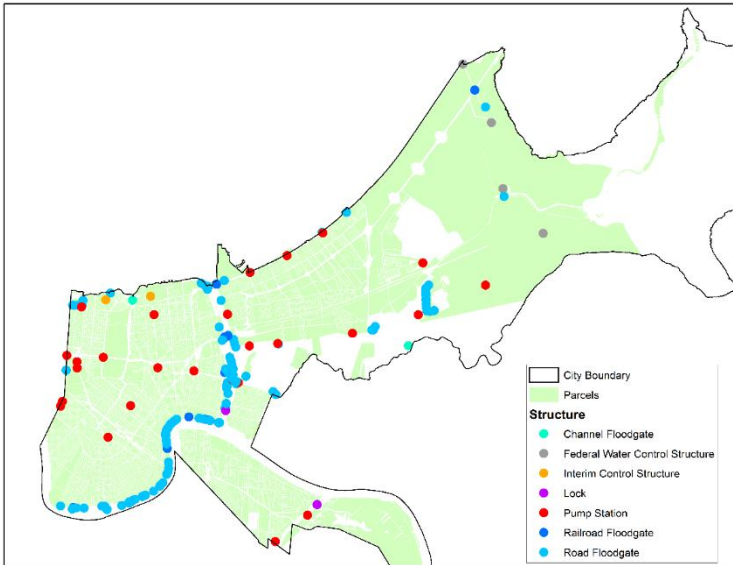 City Boundary
Parcels
Structure
Channel Floodgate
Federal Water Control Structure
Interim Control Structure
Lock
Pump Station
Railroad Floodgate
Road Floodgate